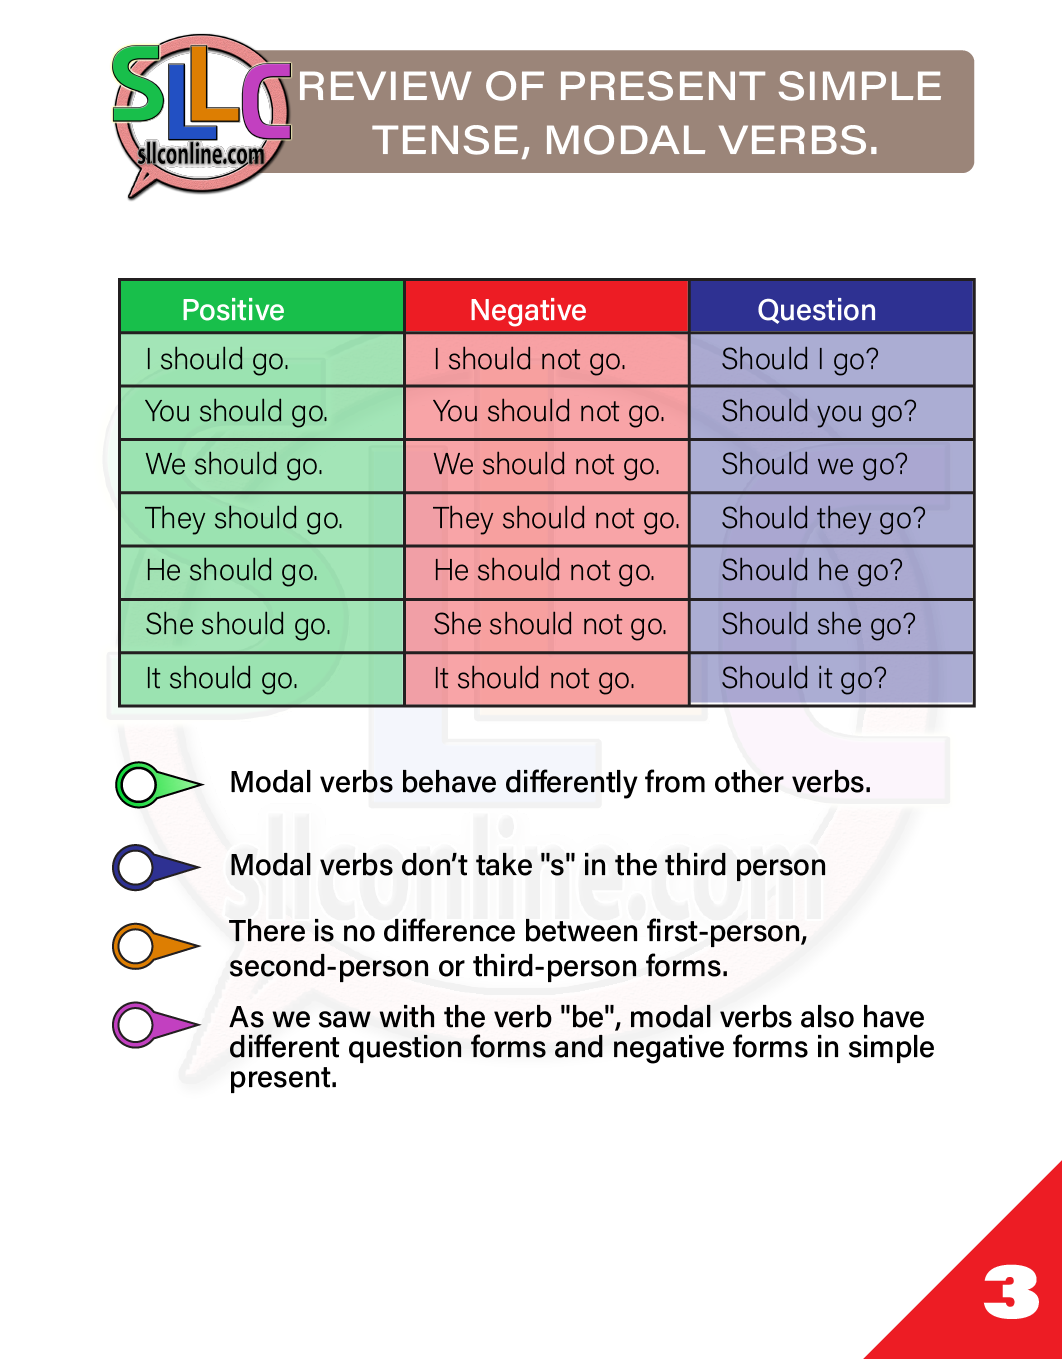 SLLC
sllconline.com
REVIEW OF PRESENT SIMPLE
TENSE, MODAL VERBS.
Positive Negative Question
I should go. I should not go. Should I go?
You should go. You should not go. Should you go?
We should go. We should not go. Should we go?
They should go. They should not go. Should they go?
He should go. He should not go. Should he go?
She should go. She should not go. Should she go?
It should go. It should not go. Should it go?
Modal verbs behave differently from other verbs.
Modal verbs don’t take "s" in the third person
There is no difference between first-person,
second-person or third-person forms.
As we saw with the verb "be", modal verbs also have
different question forms and negative forms in simple
present.
SLLC
sllconline.com
3